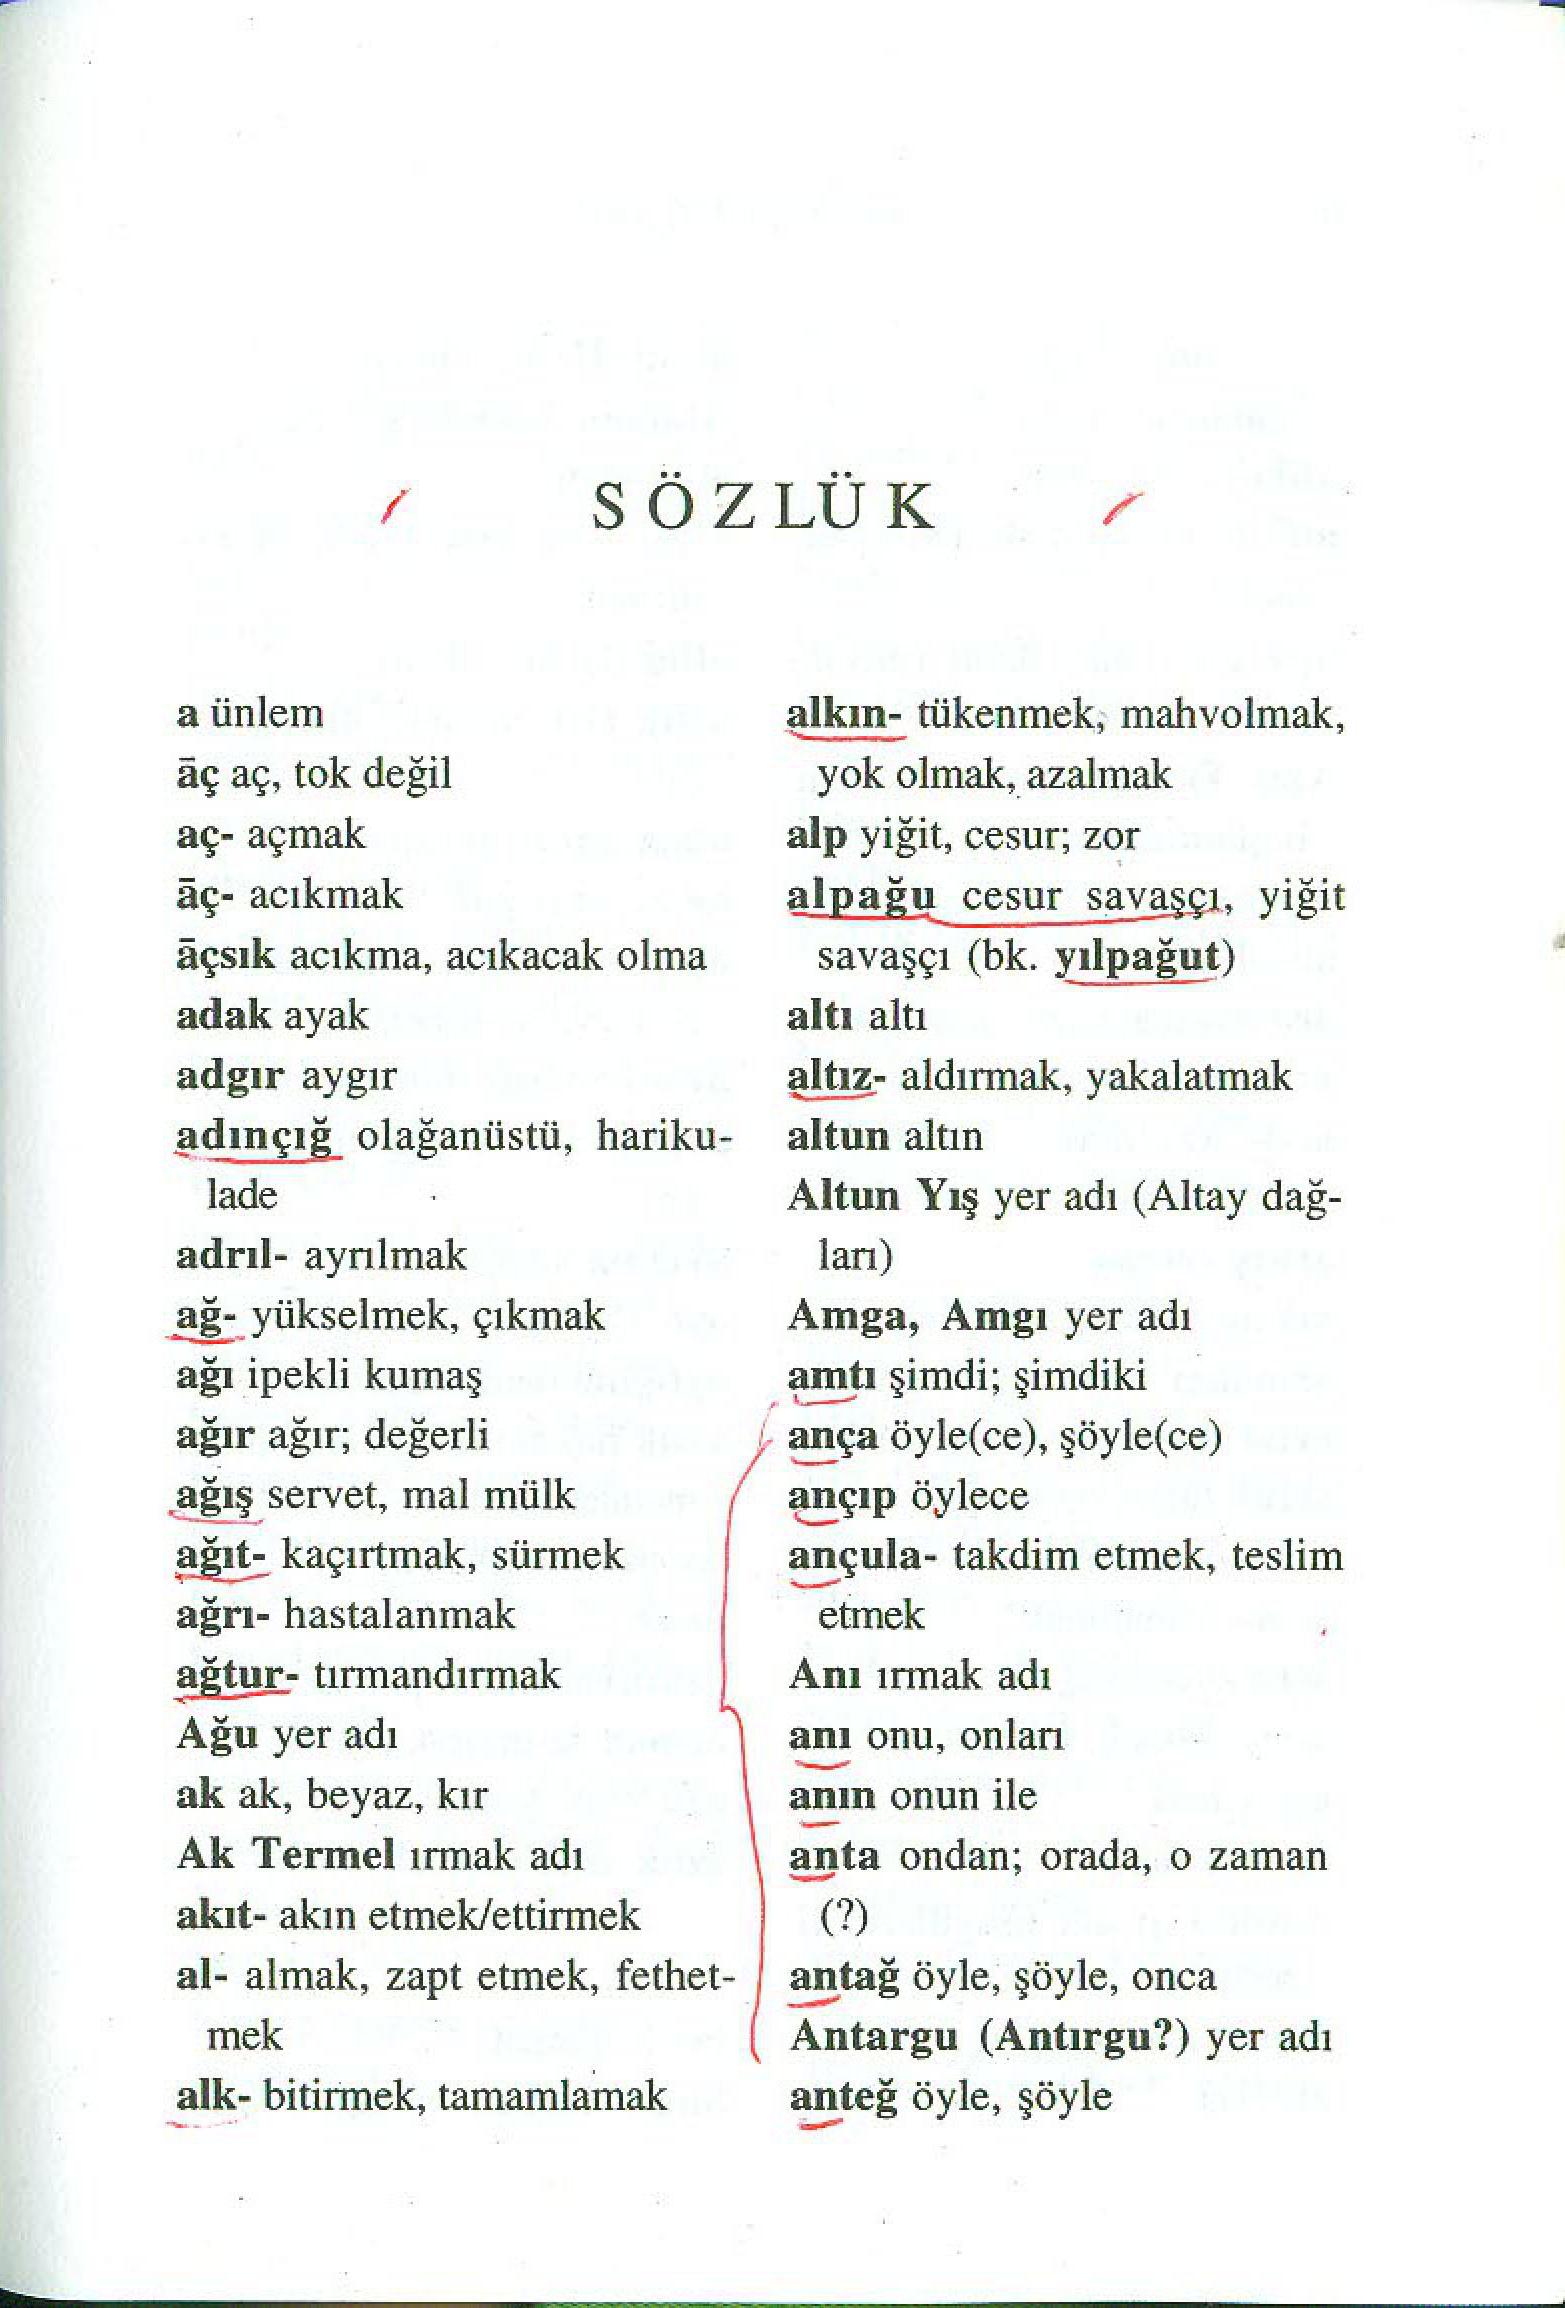 SÖZLÜK
a ünlem
āç aç, tok değil
aç- açmak
āç- acıkmak
āçsık acıkma, acıkacak olma
adak ayak
adgır aygır
adınçığ olağanüstü, hariku-
lade
adrıl- ayrılmak
ağ- yükselmek, çıkmak
ağı ipekli kumaş
ağır ağır; değerli
ağış servet, mal mülk
ağıt- kaçırtmak, sürmek
ağrı- hastalanmak
ağtur- tırmandırmak
Ağu yer adı
ak ak, beyaz, kır
Ak Termel ırmak adı
akıt- akın etmek/ettirmek
al- almak, zapt etmek, fethet-
mek
alk- bitirmek, tamamlamak
alkın- tükenmek, mahvolmak,
yok olmak, azalmak
alp yiğit, cesur; zor
alpağu cesur savaşçı, yiğit
savaşçı (bk. yılpağut)
altı altı
altız- aldırmak, yakalatmak
altun altın
Altun Yış yer adı (Altay dağ-
ları)
Amga, Amgı yer adı
amtı şimdi; şimdiki
ança öyle(ce), şöyle(ce)
ançıp öylece
ançula- takdim etmek, teslim
etmek
Anı ırmak adı
anı onu, onları
anın onun ile
anta ondan; orada, o zaman
(?)
antağ öyle, şöyle, onca
Antargu (Antırgu?) yer adı
anteğ öyle, şöyle